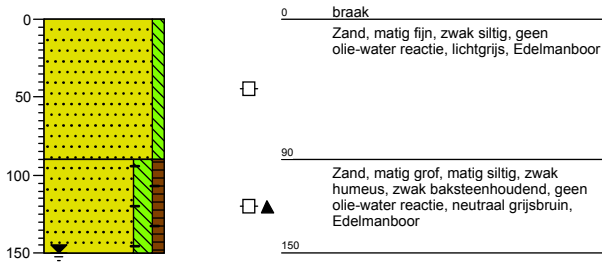 0
50
100
150
0 braak
Zand, matig fijn, zwak siltig, geen
olie-water reactie, lichtgrijs, Edelmanboor
90
Zand, matig grof, matig siltig, zwak
humeus, zwak baksteenhoudend, geen
olie-water reactie, neutraal grijsbruin,
Edelmanboor
150